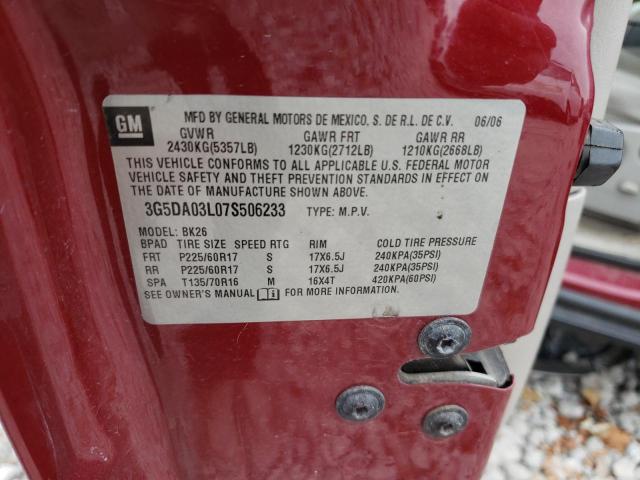 GM
MFD BY GENERAL MOTORS DE MEXICO, S. DE R.L. DE C.V. 06/06
GVWR GAWR FRT GAWR RR
2430KG(5357LB) 1230KG(2712LB) 1210KG(2668LB)
THIS VEHICLE CONFORMS TO ALL APPLICABLE U.S. FEDERAL MOTOR
VEHICLE SAFETY AND THEFT PREVENTION STANDARDS IN EFFECT ON
THE DATE OF MANUFACTURE SHOWN ABOVE.
3G5DA03L07S506233 TYPE: M.P.V.
MODEL: BK26
BPAD TIRE SIZE SPEED RTG RIM COLD TIRE PRESSURE
FRT P225/60R17 S 17X6.5J 240KPA(35PSI)
RR P225/60R17 S 17X6.5J 240KPA(35PSI)
SPA T135/70R16 M 16X4T 420KPA(60PSI)
SEE OWNER'S MANUAL FOR MORE INFORMATION.